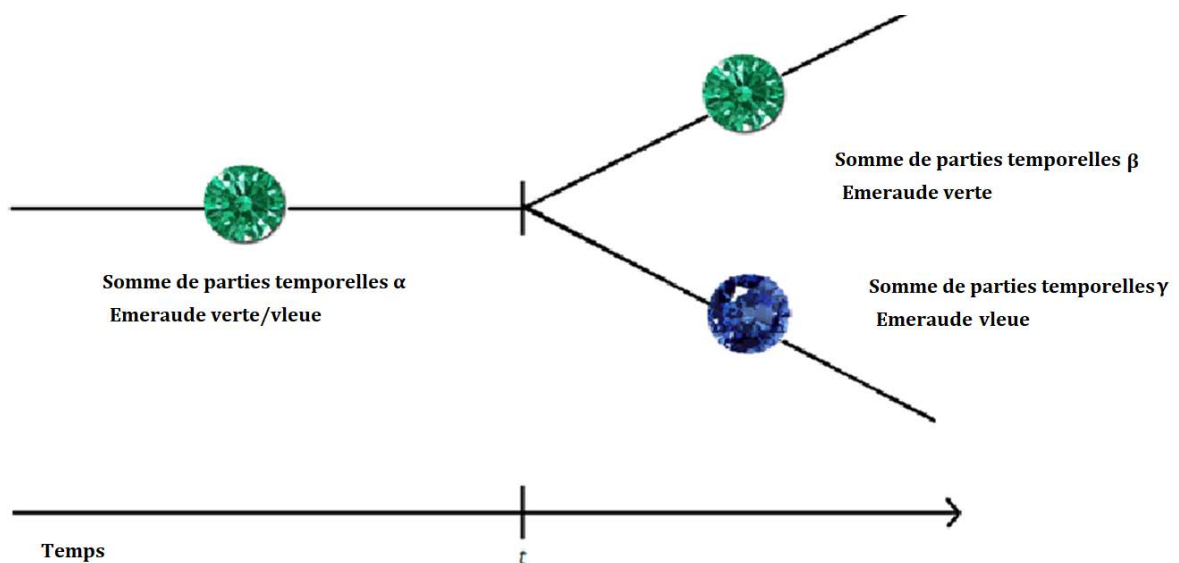 Somme de parties temporelles β
Emeraude verte
Somme de parties temporelles α
Emeraude verte/vleue
Somme de parties temporelles γ
Emeraude vleue
Temps
t